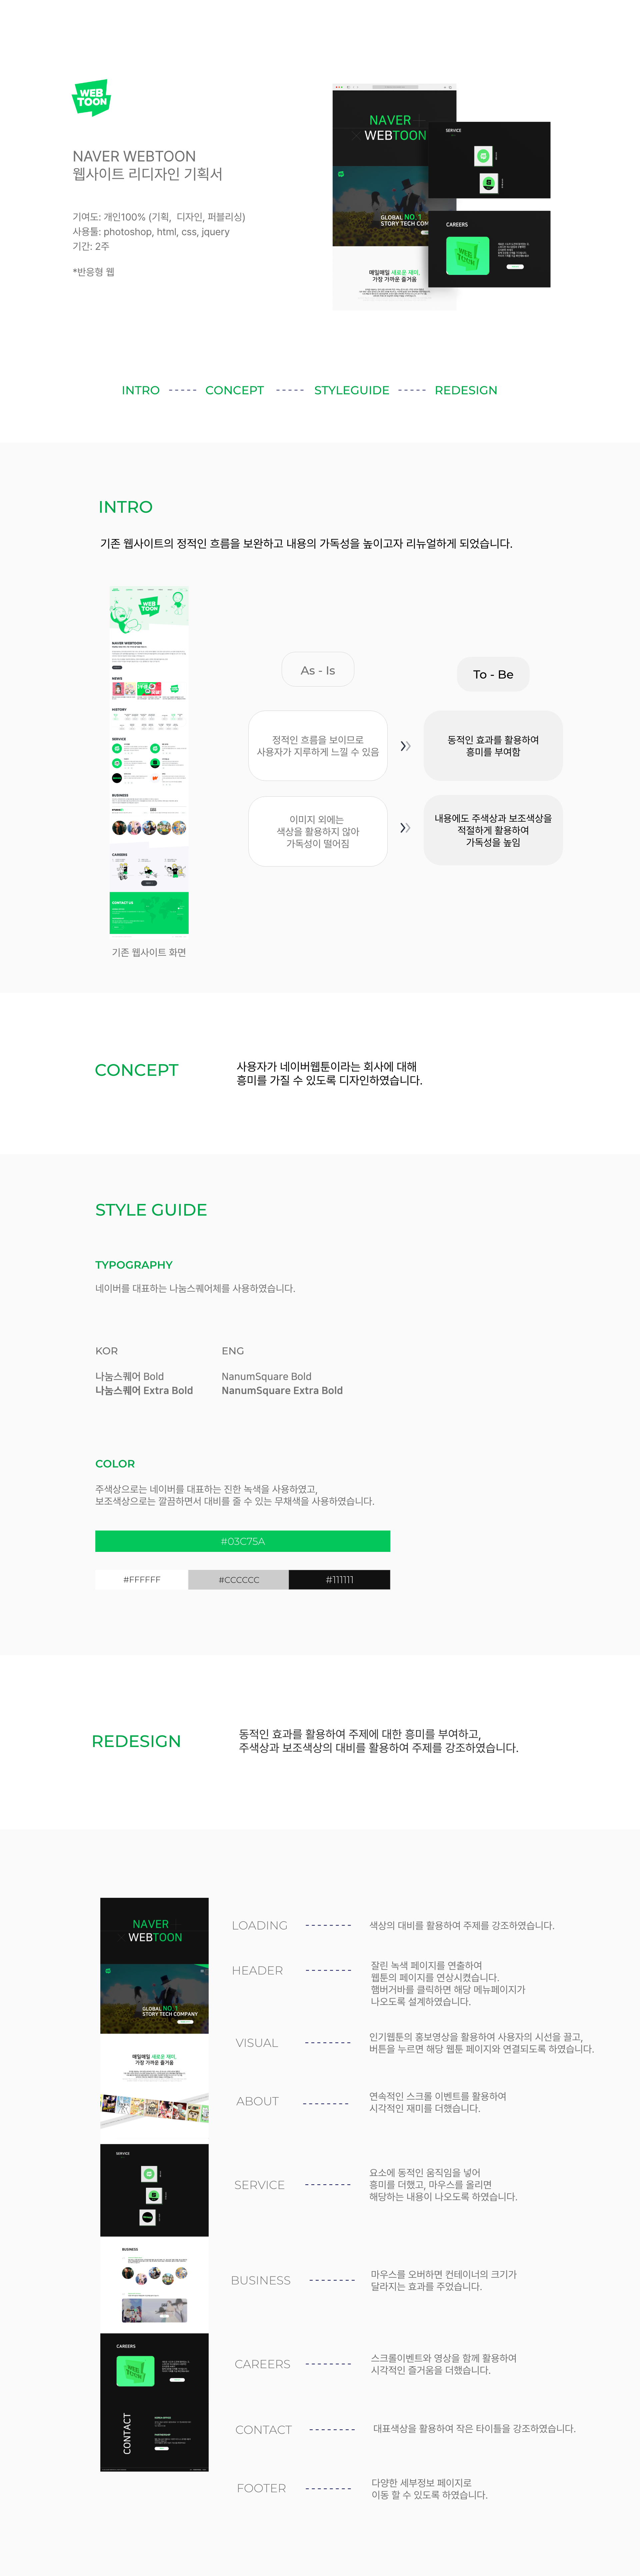 WEB
TOON
NAVER WEBTOON
웹사이트 리디자인 기획서
기여도: 개인100% (기획, 디자인, 퍼블리싱)
사용툴: photoshop, html, css, jquery
기간: 2주
*반응형 웹
NAVER
WEBTOON
GLOBAL NO.1
STORY TECH COM
매일매일 새로운 재미,
가장 가까운 즐거움
SERVICE
CAREERS
INTRO
CONCEPT
STYLEGUIDE
REDESIGN
INTRO
기존 웹사이트의 정적인 흐름을 보완하고 내용의 가독성을 높이고자 리뉴얼하게 되었습니다.
WEB
TOON
NAVER WEBTOON
NEWS
HISTORY
SERVICE
BUSINESS
CAREERS
CONTACT US
기존 웹사이트 화면
As - Is
To - Be
정적인 흐름을 보이므로
사용자가 지루하게 느낄 수 있음
동적인 효과를 활용하여
흥미를 부여함
이미지 외에는
색상을 활용하지 않아
가독성이 떨어짐
내용에도 주색상과 보조색상을
적절하게 활용하여
가독성을 높임
CONCEPT
사용자가 네이버웹툰이라는 회사에 대해
흥미를 가질 수 있도록 디자인하였습니다.
STYLE GUIDE
TYPOGRAPHY
네이버를 대표하는 나눔스퀘어체를 사용하였습니다.
KOR
ENG
나눔스퀘어 Bold
NanumSquare Bold
나눔스퀘어 Extra Bold
NanumSquare Extra Bold
COLOR
주색상으로는 네이버를 대표하는 진한 녹색을 사용하였고,
보조색상으로는 깔끔하면서 대비를 줄 수 있는 무채색을 사용하였습니다.
#03C75A
#FFFFFF
#CCCCCC
#111111
REDESIGN
동적인 효과를 활용하여 주제에 대한 흥미를 부여하고,
주색상과 보조색상의 대비를 활용하여 주제를 강조하였습니다.
NAVER
WEBTOON
GLOBAL NO.1
STORY TECH COMPANY
매일매일 새로운 재미,
가장 가까운 즐거움
SERVICE
BUSINESS
CAREERS
CONTACT
LOADING
색상의 대비를 활용하여 주제를 강조하였습니다.
HEADER
잘린 녹색 페이지를 연출하여
웹툰의 페이지를 연상시켰습니다.
햄버거바를 클릭하면 해당 메뉴페이지가
나오도록 설계하였습니다.
VISUAL
인기웹툰의 홍보영상을 활용하여 사용자의 시선을 끌고,
버튼을 누르면 해당 웹툰 페이지와 연결되도록 하였습니다.
ABOUT
연속적인 스크롤 이벤트를 활용하여
시각적인 재미를 더했습니다.
SERVICE
요소에 동적인 움직임을 넣어
흥미를 더했고, 마우스를 올리면
해당하는 내용이 나오도록 하였습니다.
BUSINESS
마우스를 오버하면 컨테이너의 크기가
달라지는 효과를 주었습니다.
CAREERS
스크롤이벤트와 영상을 함께 활용하여
시각적인 즐거움을 더했습니다.
CONTACT
대표색상을 활용하여 작은 타이틀을 강조하였습니다.
FOOTER
다양한 세부정보 페이지로
이동 할 수 있도록 하였습니다.